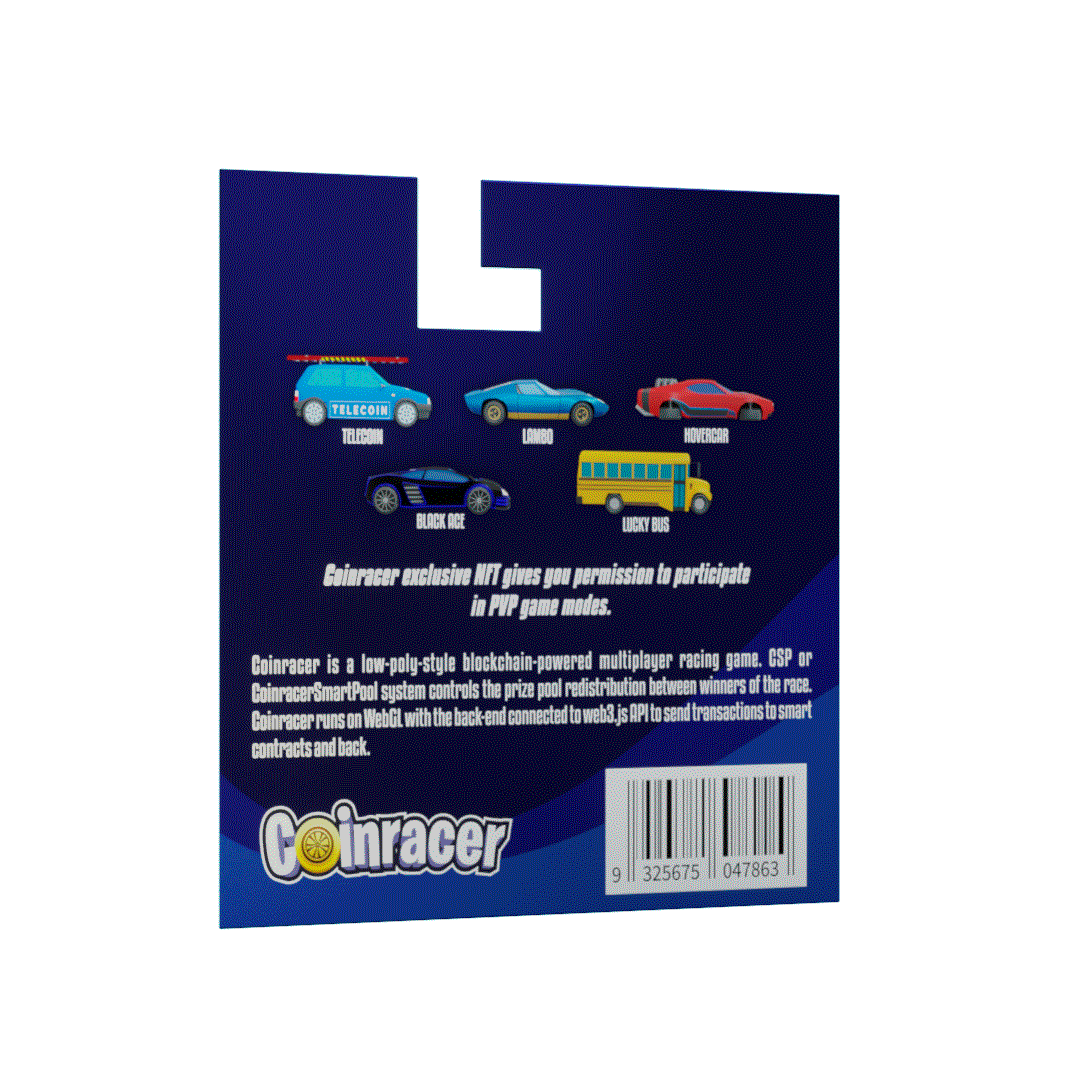 TELECOIN
TELECOIN
LAMBO
HOVERCAR
BLACK ACE
LUCKY BUS
Coinracer exclusive NFT gives you permission to participate
in PVP game modes.
Coinracer is a low-poly-style blockchain-powered multiplayer racing game. CSP or
CoinracerSmartPool system controls the prize pool redistribution between winners of the race.
Coinracer runs on WebGL with the back-end connected to web3.js API to send transactions to smart
contracts and back.
Coinracer
9 325675 047863